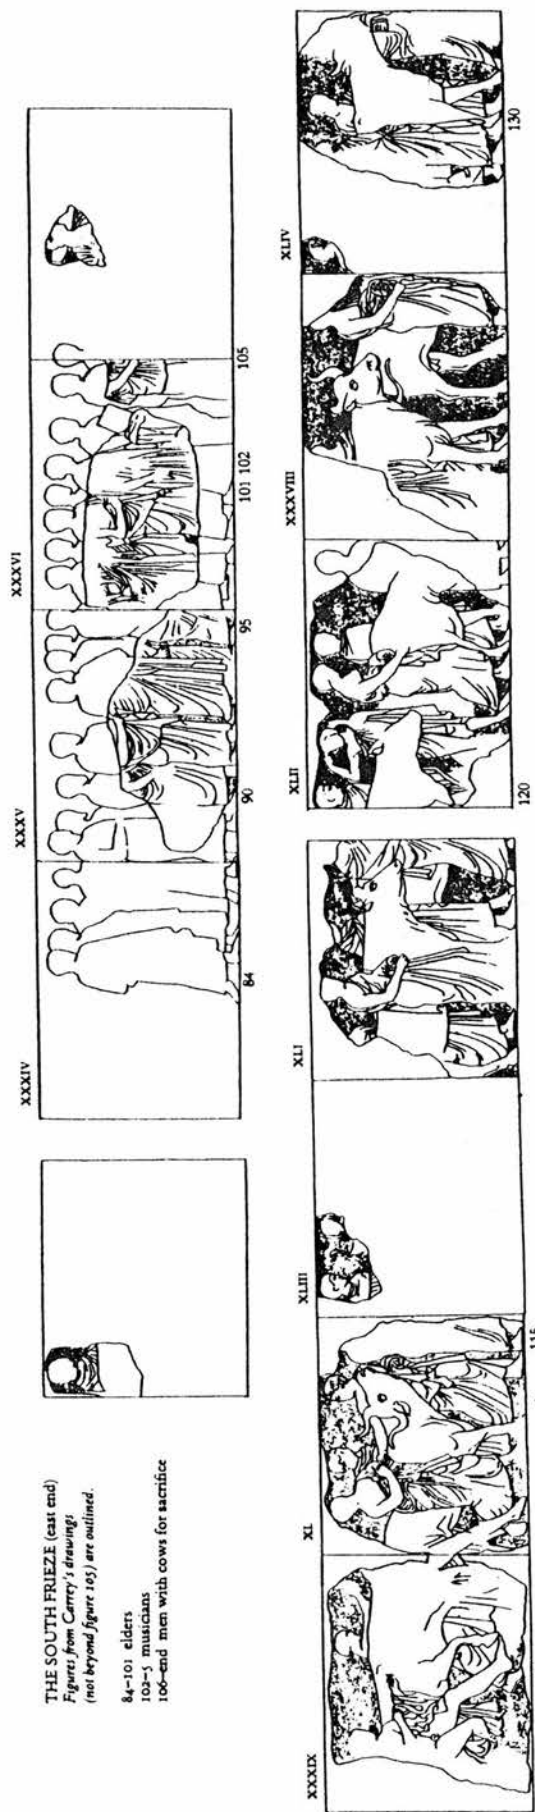 THE SOUTH FRIEZE (east end)
Figures from Carrey's drawings
(not beyond figure 105) are outlined.
84–101 elders
102–5 musicians
106–end men with cows for sacrifice
XXXIV
XXXV
XXXVI
84
90
95
101
102
105
XXXIX
XL
XLIII
XLI
XLII
XXXVIII
XLIV
115
120
130